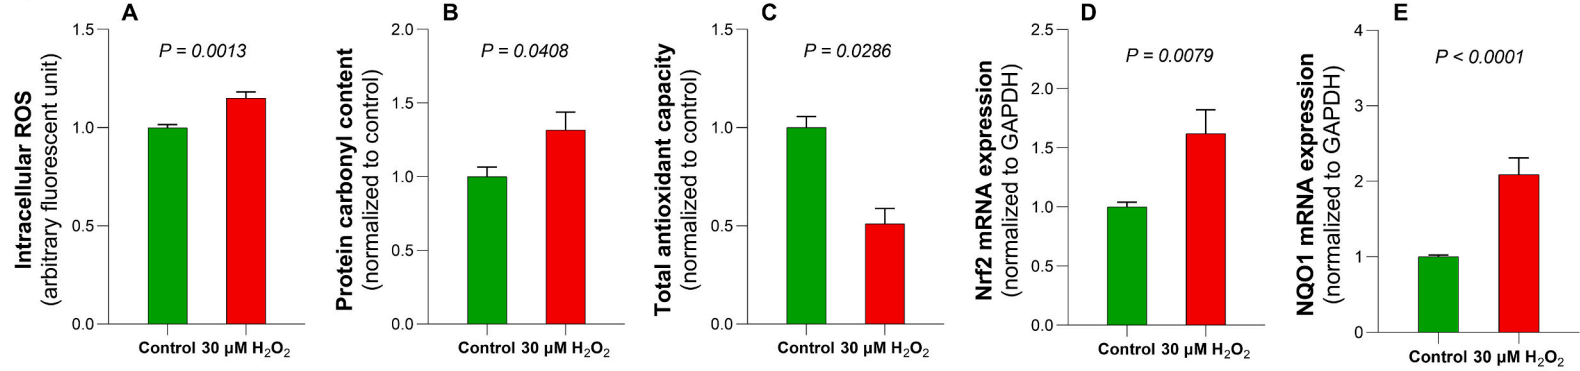 A
Intracellular ROS
(arbitrary fluorescent unit)
1.5
1.0
0.5
0.0
P = 0.0013
Control 30 µM H₂O₂
B
Protein carbonyl content
(normalized to control)
2.0
1.5
1.0
0.5
0.0
P = 0.0408
Control 30 µM H₂O₂
C
Total antioxidant capacity
(normalized to control)
1.5
1.0
0.5
0.0
P = 0.0286
Control 30 µM H₂O₂
D
Nrf2 mRNA expression
(normalized to GAPDH)
2.5
2.0
1.5
1.0
0.5
0.0
P = 0.0079
Control 30 µM H₂O₂
E
NQO1 mRNA expression
(normalized to GAPDH)
4
3
2
1
0
P < 0.0001
Control 30 µM H₂O₂